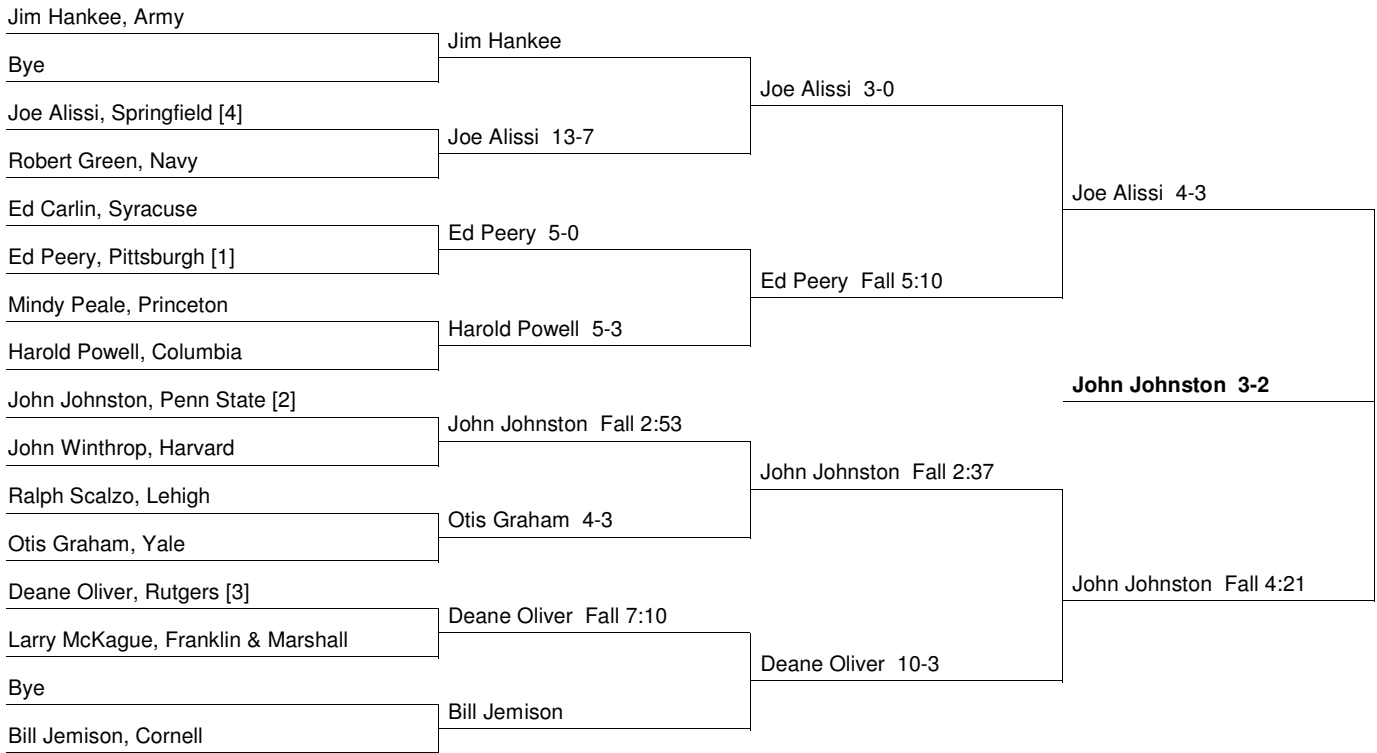 Jim Hankee, Army
Jim Hankee
Bye
Joe Alissi 3-0
Joe Alissi, Springfield [4]
Joe Alissi 13-7
Robert Green, Navy
Joe Alissi 4-3
Ed Carlin, Syracuse
Ed Peery 5-0
Ed Peery, Pittsburgh [1]
Ed Peery Fall 5:10
Mindy Peale, Princeton
Harold Powell 5-3
Harold Powell, Columbia
John Johnston 3-2
John Johnston, Penn State [2]
John Johnston Fall 2:53
John Winthrop, Harvard
John Johnston Fall 2:37
Ralph Scalzo, Lehigh
Otis Graham 4-3
Otis Graham, Yale
John Johnston Fall 4:21
Deane Oliver, Rutgers [3]
Deane Oliver Fall 7:10
Larry McKague, Franklin & Marshall
Deane Oliver 10-3
Bye
Bill Jemison
Bill Jemison, Cornell